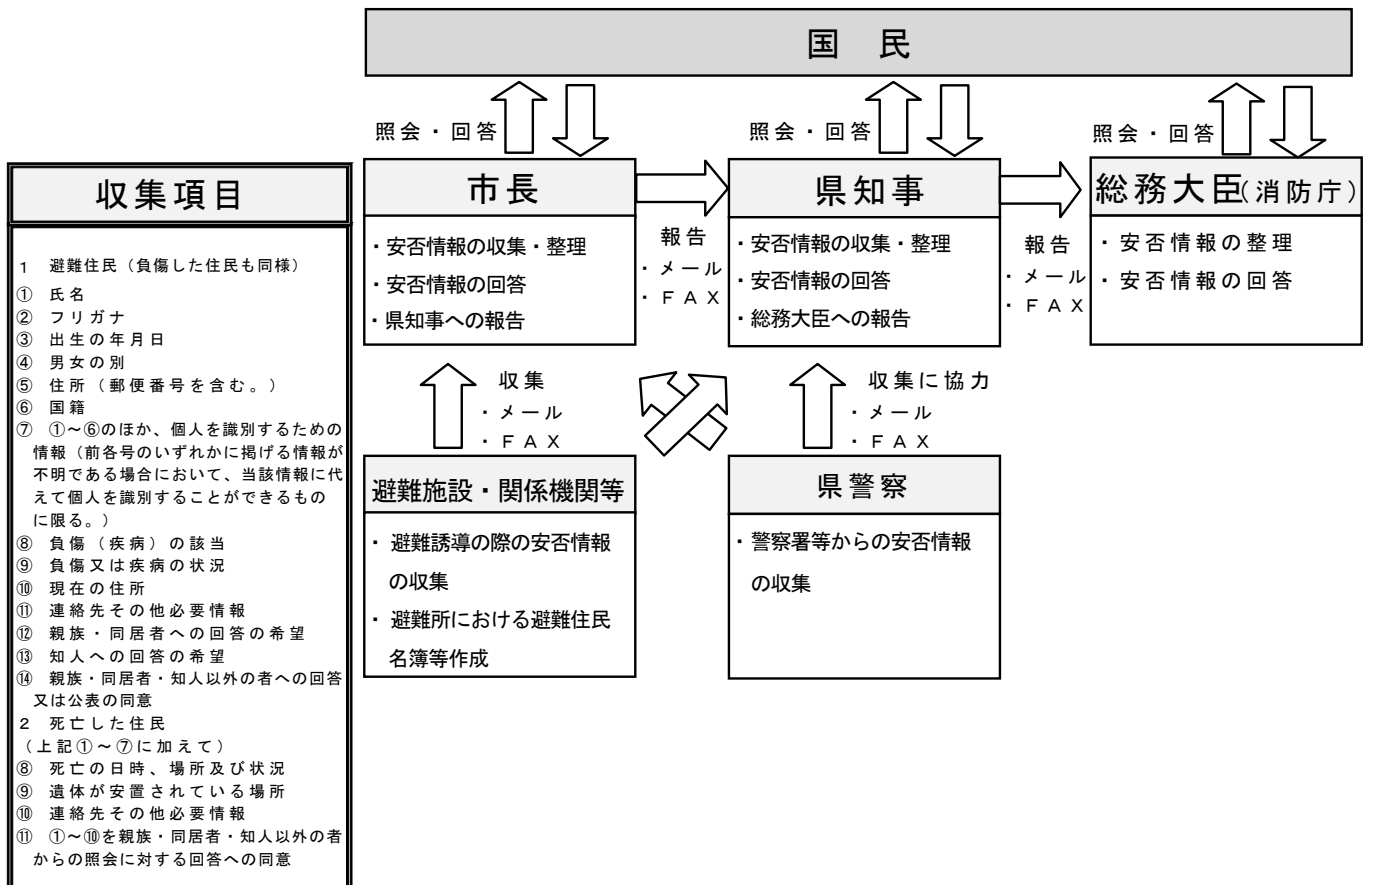 国　民
照会・回答
照会・回答
照会・回答
収集項目
1　避難住民（負傷した住民も同様）
①　氏名
②　フリガナ
③　出生の年月日
④　男女の別
⑤　住所（郵便番号を含む。）
⑥　国籍
⑦　①～⑥のほか、個人を識別するための
情報（前各号のいずれかに掲げる情報が
不明である場合において、当該情報に代
えて個人を識別することができるもの
に限る。）
⑧　負傷（疾病）の該当
⑨　負傷又は疾病の状況
⑩　現在の住所
⑪　連絡先その他必要情報
⑫　親族・同居者への回答の希望
⑬　知人への回答の希望
⑭　親族・同居者・知人以外の者への回答
又は公表の同意
2　死亡した住民
（上記①～⑦に加えて）
⑧　死亡の日時、場所及び状況
⑨　遺体が安置されている場所
⑩　連絡先その他必要情報
⑪　①～⑩を親族・同居者・知人以外の者
からの照会に対する回答への同意
市長
・安否情報の収集・整理
・安否情報の回答
・県知事への報告
報告
・メール
・ＦＡＸ
県知事
・安否情報の収集・整理
・安否情報の回答
・総務大臣への報告
報告
・メール
・ＦＡＸ
総務大臣（消防庁）
・安否情報の整理
・安否情報の回答
収集
・メール
・ＦＡＸ
収集に協力
・メール
・ＦＡＸ
避難施設・関係機関等
・避難誘導の際の安否情報
の収集
・避難所における避難住民
名簿等作成
県警察
・警察署等からの安否情報
の収集